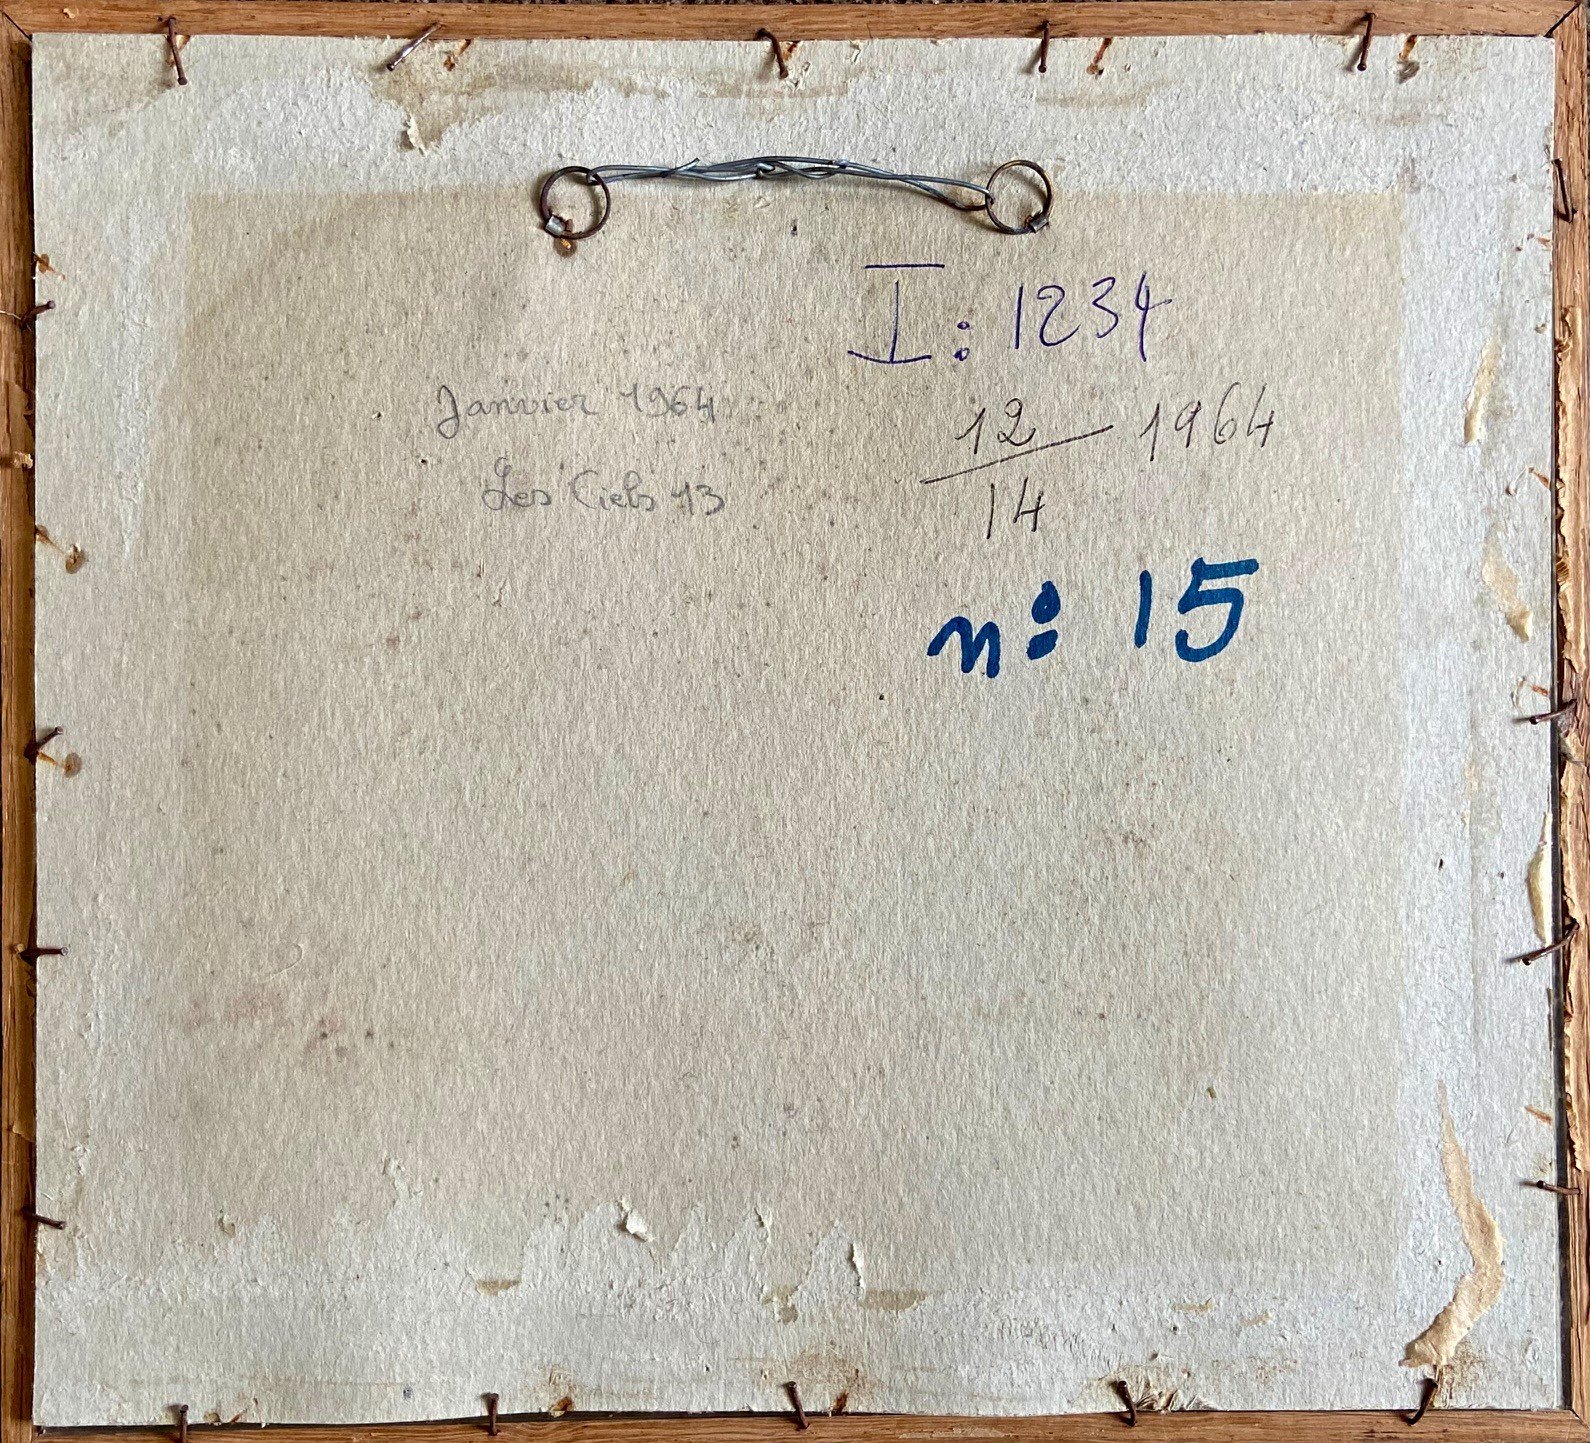 I: 1234
Janvier 1964
12/14 1964
Les Ciels 13
n: 15